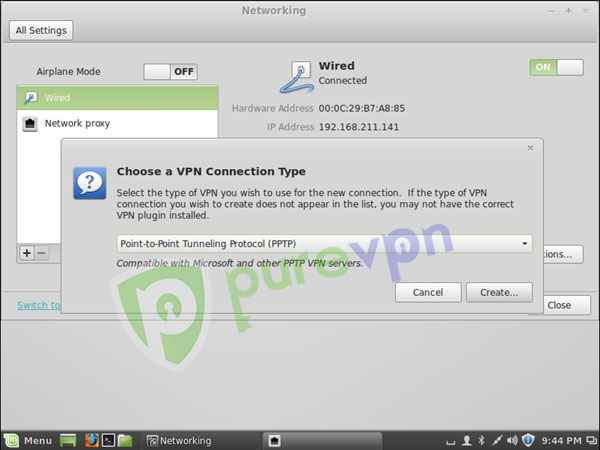 Networking
All Settings
Airplane Mode
OFF
Wired
Network proxy
Wired
Connected
ON
Hardware Address 00:0C:29:B7:A8:85
IP Address 192.168.211.141
Choose a VPN Connection Type
Select the type of VPN you wish to use for the new connection. If the type of VPN
connection you wish to create does not appear in the list, you may not have the correct
VPN plugin installed.
Point-to-Point Tunneling Protocol (PPTP)
Compatible with Microsoft and other PPTP VPN servers.
Cancel
Create...
ions...
Switch to
Close
purevpn
Menu
Networking
9:44 PM